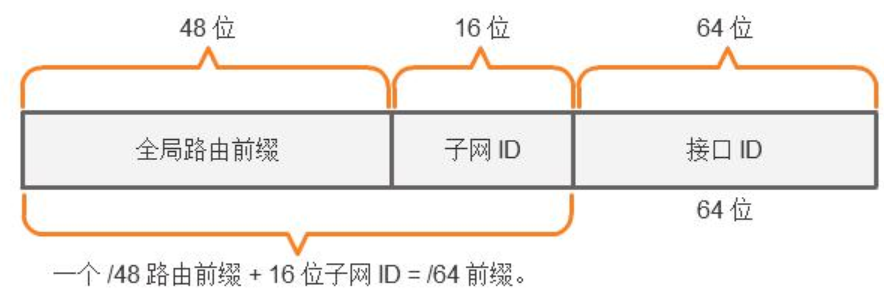 48 位 16 位 64 位
全局路由前缀 子网 ID 接口 ID
64 位
一个 /48 路由前缀 + 16 位子网 ID = /64 前缀。